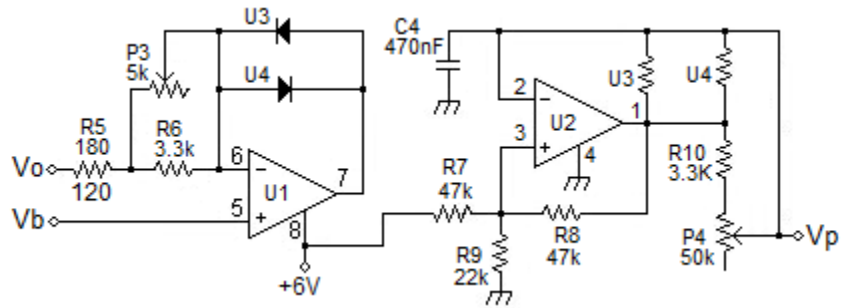 U3
P3
5k
U4
R5
180
R6
3.3k
Vo
120
Vb
6
−
5
+
U1
7
8
+6V
C4
470nF
U3
U4
2
−
3
+
U2
1
4
R7
47k
R8
47k
R9
22k
R10
3.3K
P4
50k
Vp